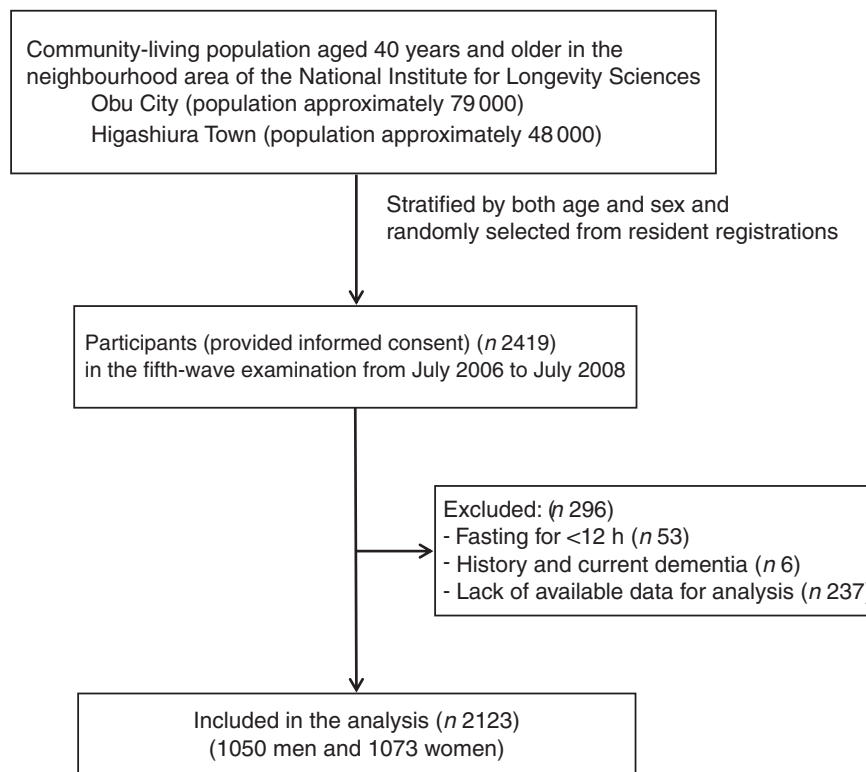 Community-living population aged 40 years and older in the
neighbourhood area of the National Institute for Longevity Sciences
Obu City (population approximately 79 000)
Higashiura Town (population approximately 48 000)
Stratified by both age and sex and
randomly selected from resident registrations
Participants (provided informed consent) (n 2419)
in the fifth-wave examination from July 2006 to July 2008
Excluded: (n 296)
- Fasting for <12 h (n 53)
- History and current dementia (n 6)
- Lack of available data for analysis (n 237)
Included in the analysis (n 2123)
(1050 men and 1073 women)